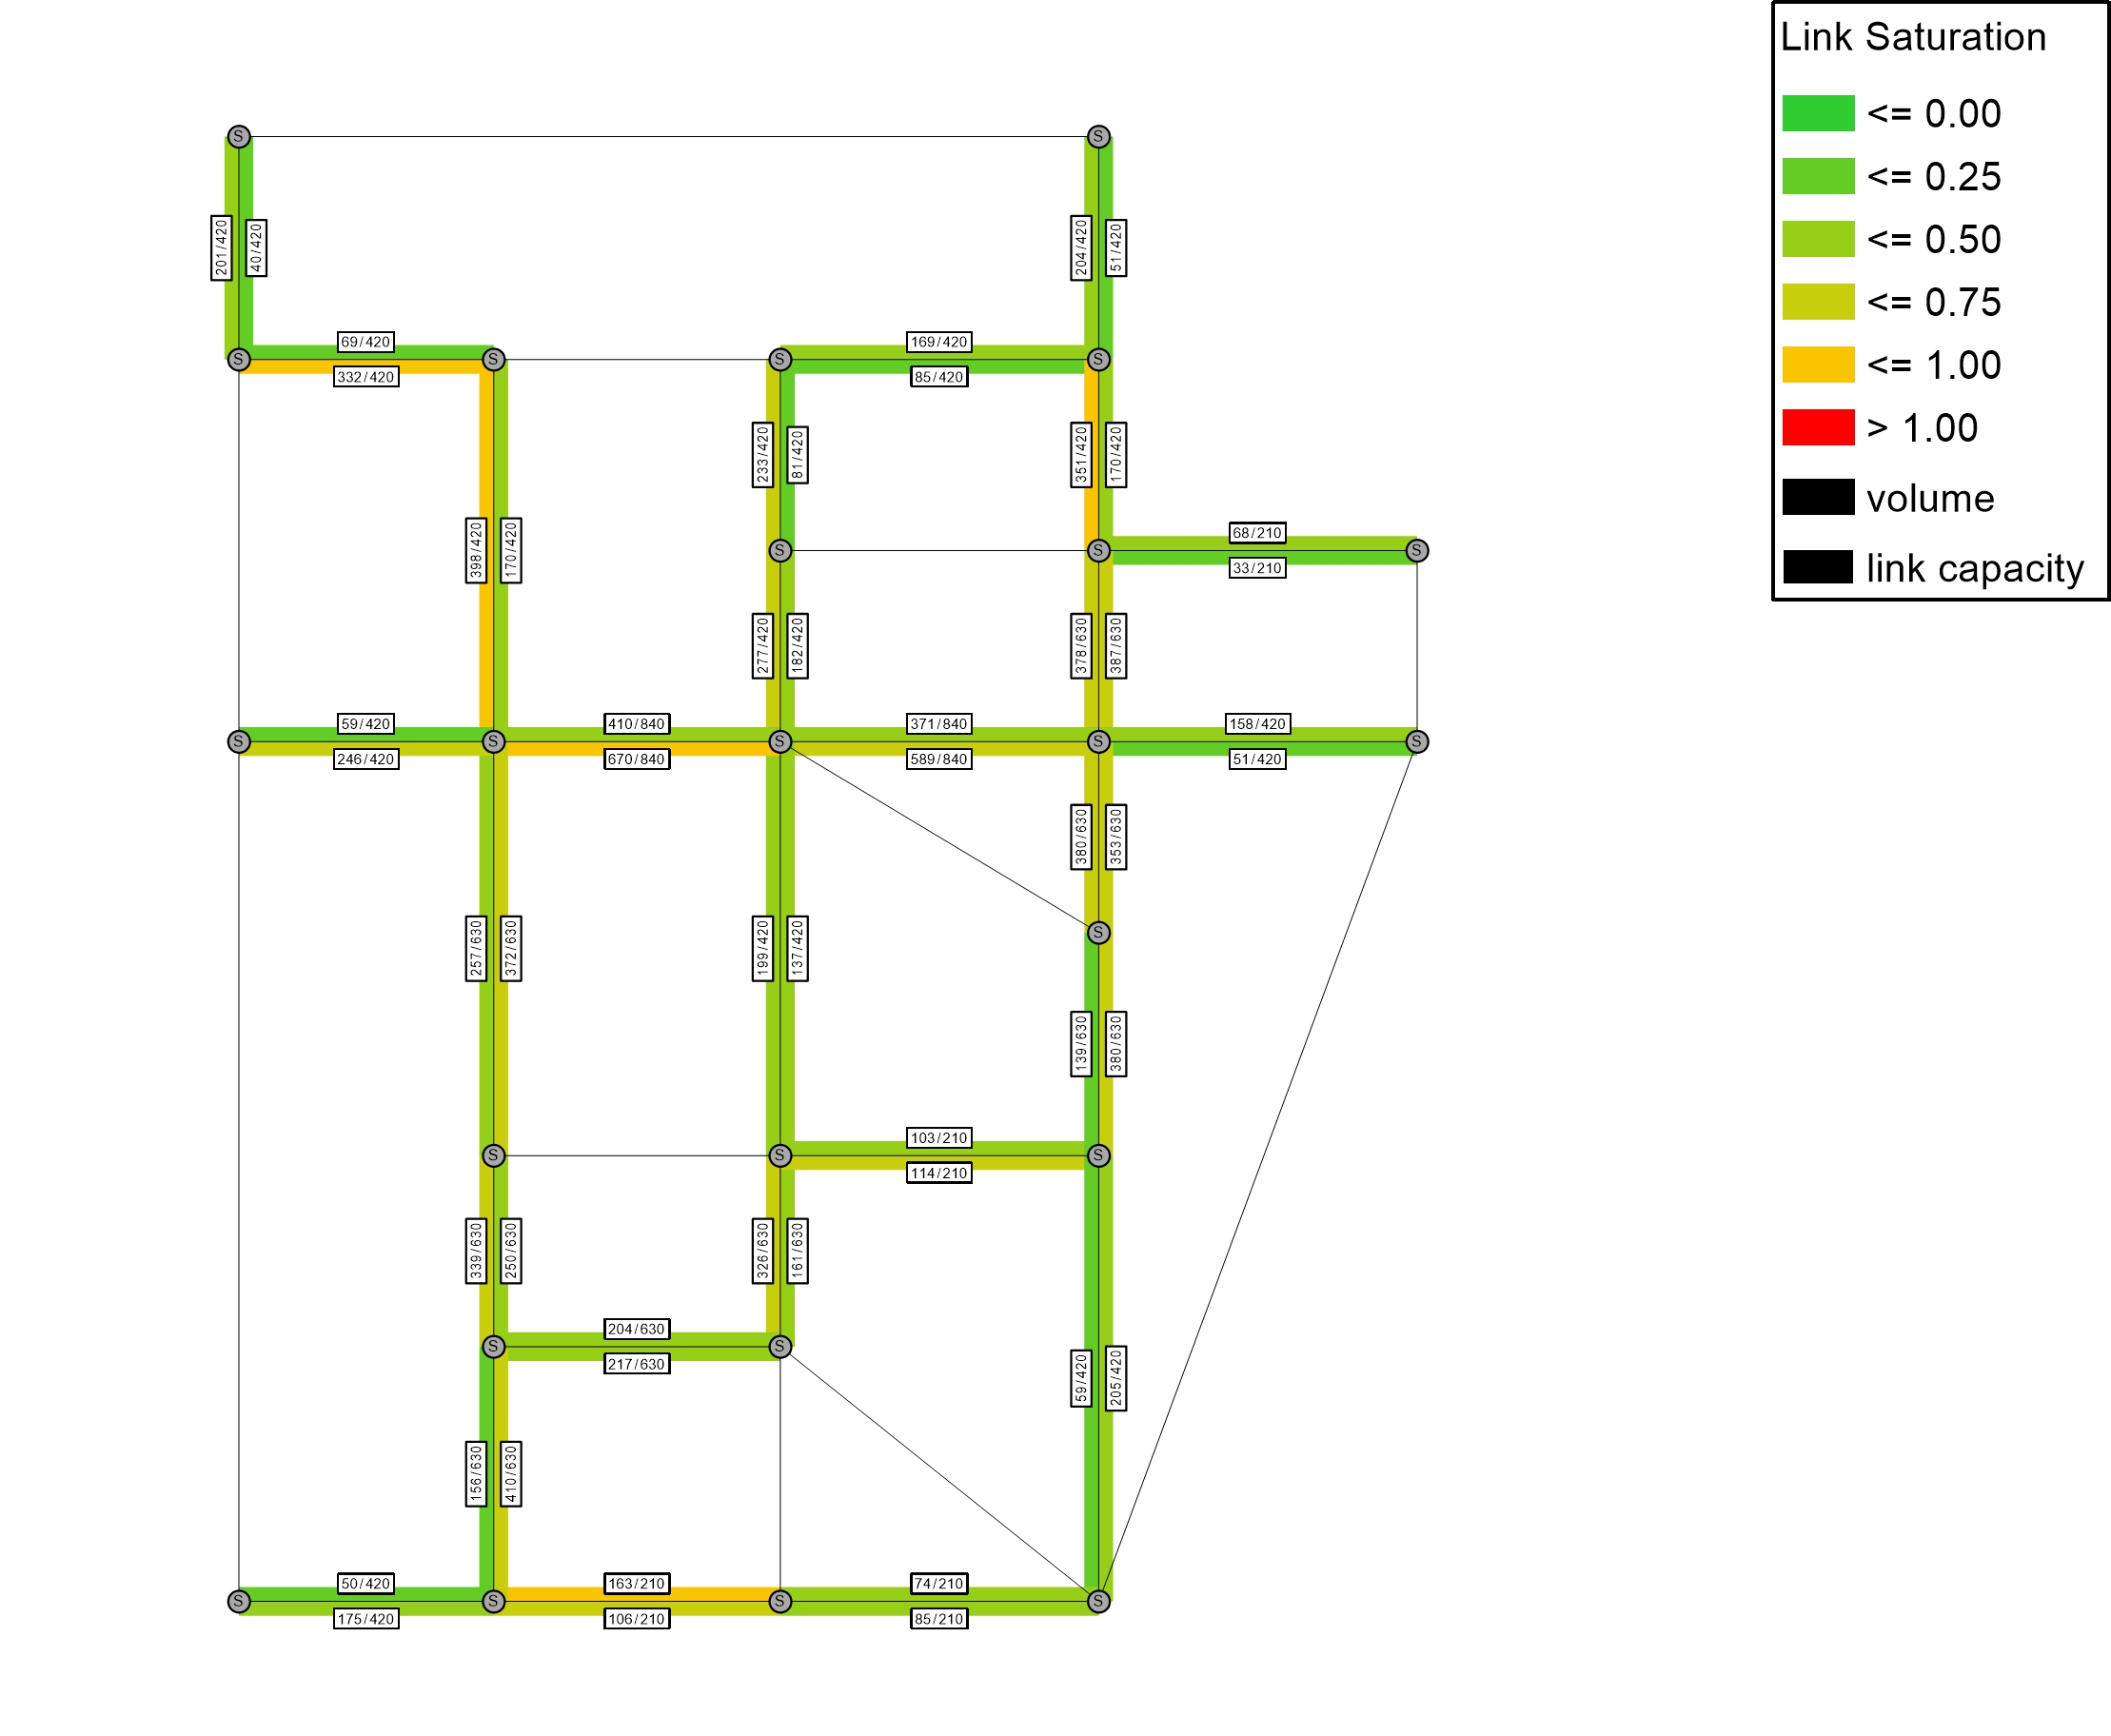 Link Saturation
<= 0.00
<= 0.25
<= 0.50
<= 0.75
<= 1.00
> 1.00
volume
link capacity
S
S
201/420
40/420
204/420
51/420
69/420
169/420
S
S
S
S
332/420
85/420
233/420
81/420
351/420
170/420
398/420
170/420
68/210
S
S
S
33/210
277/420
182/420
378/630
387/630
59/420
410/840
371/840
158/420
S
S
S
S
S
246/420
670/840
589/840
51/420
380/630
353/630
S
257/630
372/630
199/420
137/420
139/630
380/630
103/210
S
S
S
114/210
339/630
250/630
326/630
161/630
204/630
S
S
217/630
59/420
205/420
156/630
410/630
50/420
163/210
74/210
S
S
S
S
175/420
106/210
85/210